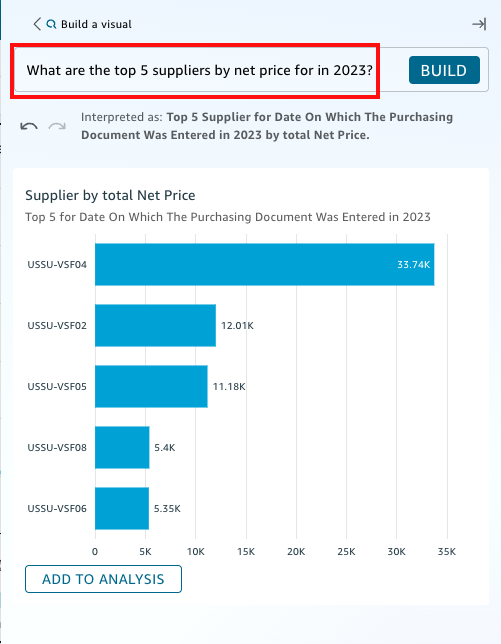 Build a visual
What are the top 5 suppliers by net price for in 2023?
BUILD
Interpreted as: Top 5 Supplier for Date On Which The Purchasing
Document Was Entered in 2023 by total Net Price.
Supplier by total Net Price
Top 5 for Date On Which The Purchasing Document Was Entered in 2023
USSU-VSF04
33.74K
USSU-VSF02
12.01K
USSU-VSF05
11.18K
USSU-VSF08
5.4K
USSU-VSF06
5.35K
0 5K 10K 15K 20K 25K 30K 35K
ADD TO ANALYSIS